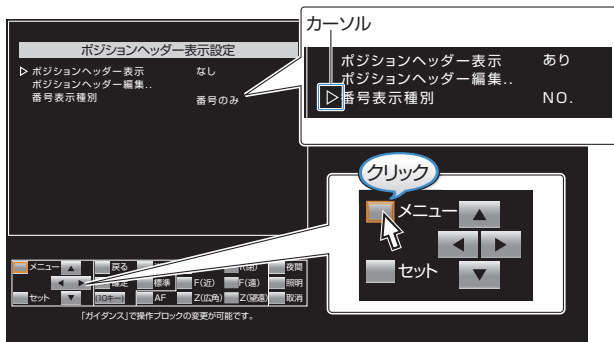 カーソル
ポジションヘッダー表示 あり
ポジションヘッダー編集..
番号表示種別 NO.
ポジションヘッダー表示設定
ポジションヘッダー表示 なし
ポジションヘッダー編集..
番号表示種別 番号のみ
クリック
メニュー
セット
メニュー 戻る R(閉) 夜間
確定 標準 F(近) F(遠) 照明
セット (10キー) AF Z(広角) Z(望遠) 取消
「ガイダンス」で操作ブロックの変更が可能です。